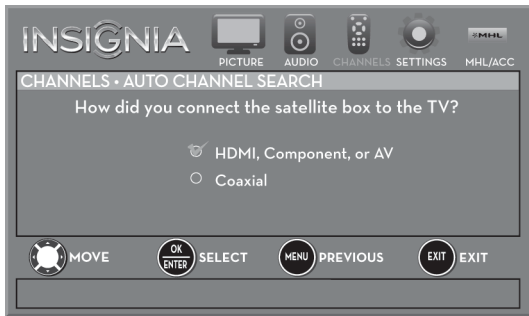 INSIGNIA
PICTURE AUDIO CHANNELS SETTINGS MHL/ACC
MHL
CHANNELS • AUTO CHANNEL SEARCH
How did you connect the satellite box to the TV?
HDMI, Component, or AV
Coaxial
MOVE OK ENTER SELECT MENU PREVIOUS EXIT EXIT